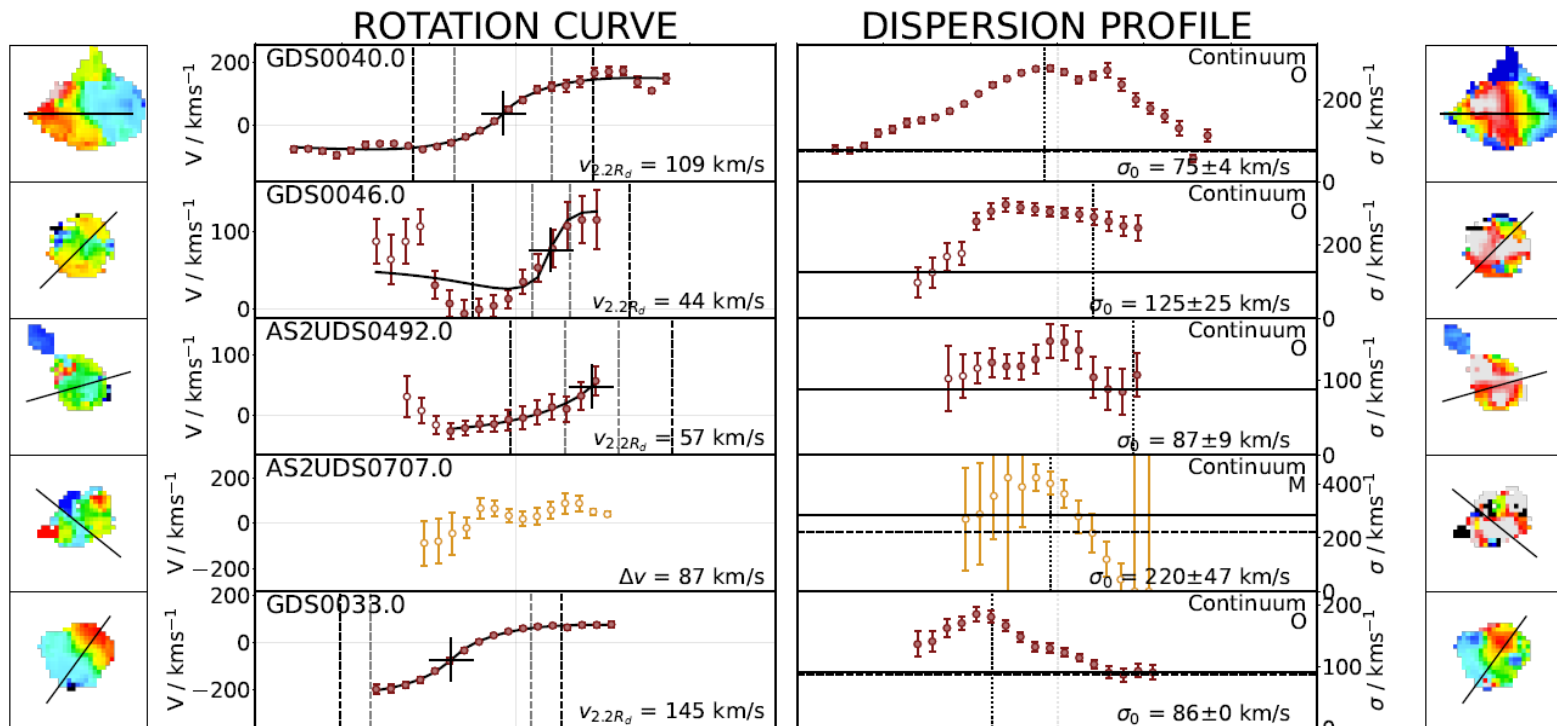 ROTATION CURVE
DISPERSION PROFILE
GDS0040.0
V / kms⁻¹
200
0
v2.2Rd = 109 km/s
Continuum
O
200
0
σ / kms⁻¹
σ0 = 75±4 km/s
GDS0046.0
V / kms⁻¹
100
0
v2.2Rd = 44 km/s
Continuum
O
200
0
σ / kms⁻¹
σ0 = 125±25 km/s
AS2UDS0492.0
V / kms⁻¹
100
0
v2.2Rd = 57 km/s
Continuum
O
100
0
σ / kms⁻¹
σ0 = 87±9 km/s
AS2UDS0707.0
V / kms⁻¹
200
0
−200
Δv = 87 km/s
Continuum
M
400
200
0
σ / kms⁻¹
σ0 = 220±47 km/s
GDS0033.0
V / kms⁻¹
200
0
−200
v2.2Rd = 145 km/s
Continuum
O
200
100
0
σ / kms⁻¹
σ0 = 86±0 km/s